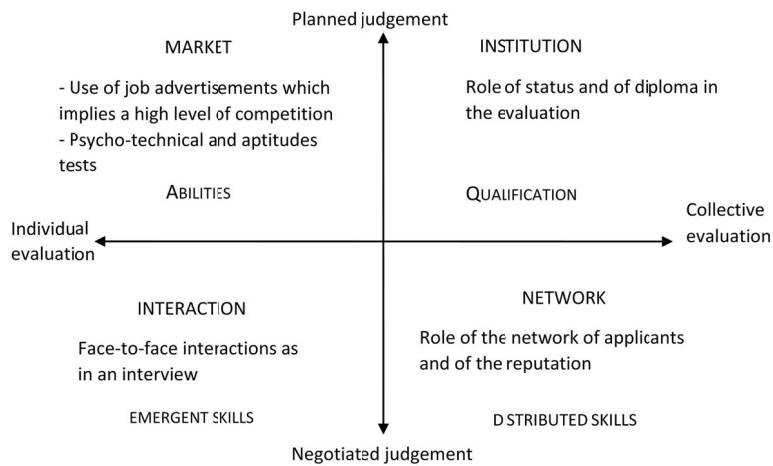 Planned judgement
MARKET
- Use of job advertisements which
implies a high level of competition
- Psycho-technical and aptitudes
tests
ABILITIES
INSTITUTION
Role of status and of diploma in
the evaluation
QUALIFICATION
Individual
evaluation
Collective
evaluation
INTERACTION
Face-to-face interactions as
in an interview
EMERGENT SKILLS
NETWORK
Role of the network of applicants
and of the reputation
DISTRIBUTED SKILLS
Negotiated judgement